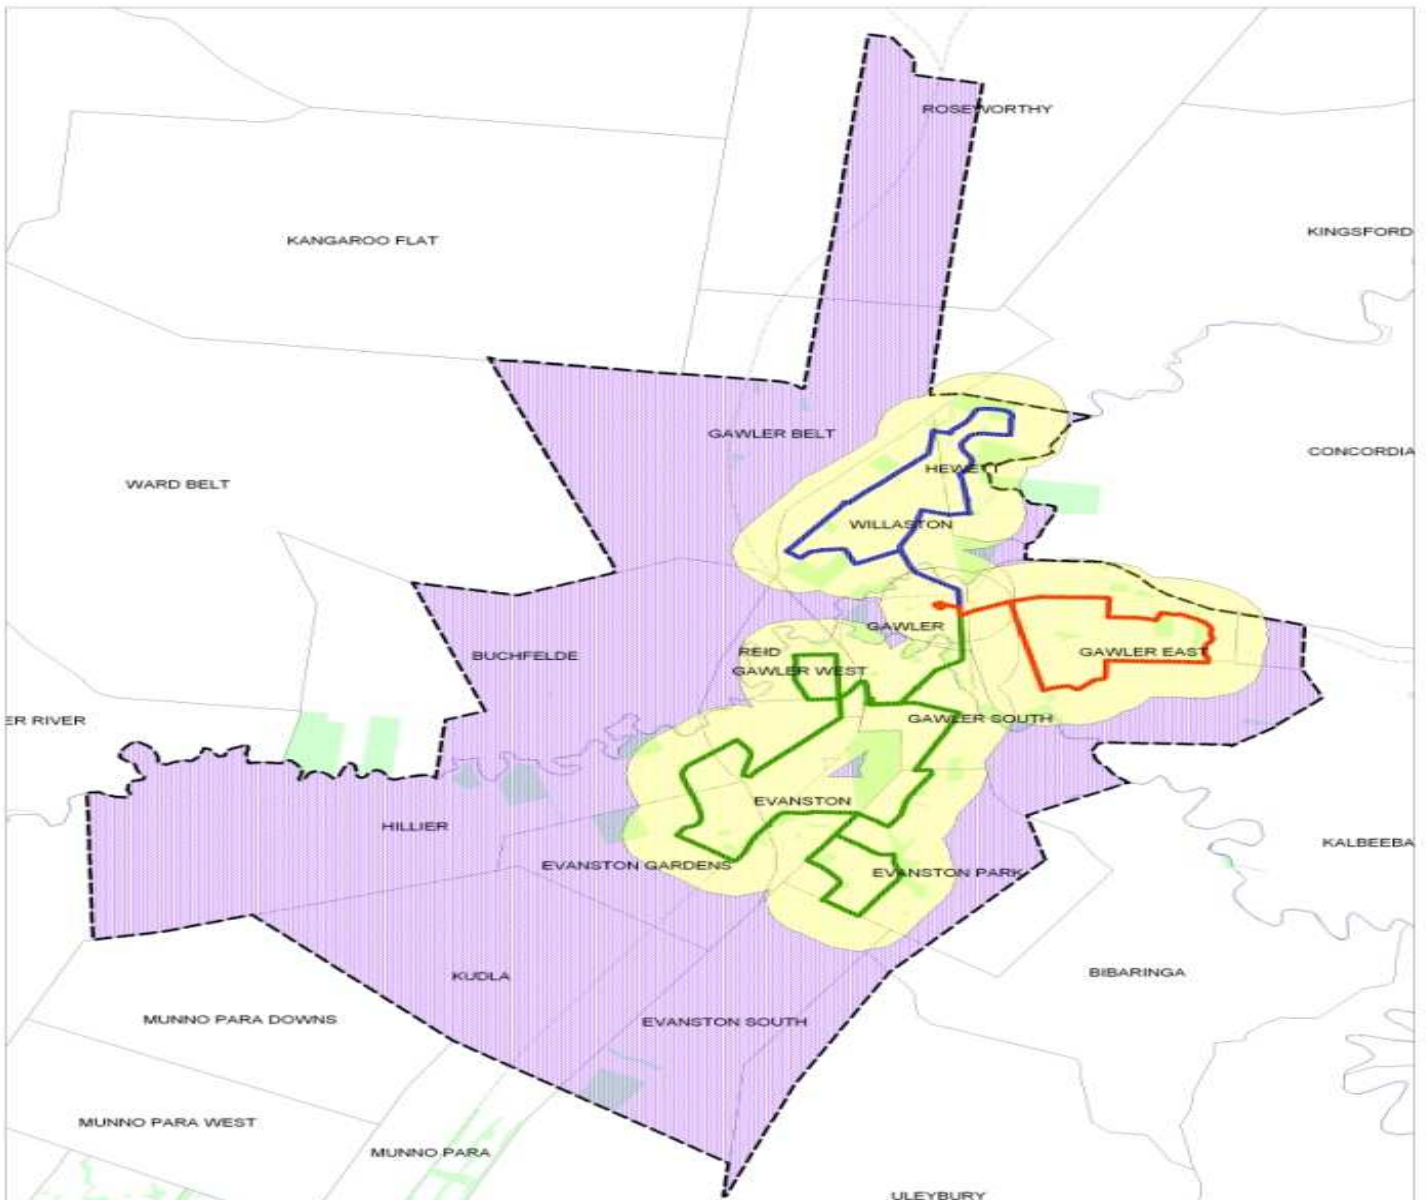 ROSEWORTHY
KINGSFORD
KANGAROO FLAT
GAWLER BELT
CONCORDIA
HEWETT
WARD BELT
WILLASTON
GAWLER
REID
GAWLER EAST
BUCHFELDE
GAWLER WEST
GAWLER SOUTH
ER RIVER
EVANSTON
HILLIER
KALBEEBA
EVANSTON GARDENS
EVANSTON PARK
BIBARINGA
KUDLA
MUNNO PARA DOWNS
EVANSTON SOUTH
MUNNO PARA WEST
MUNNO PARA
ULEYBURY